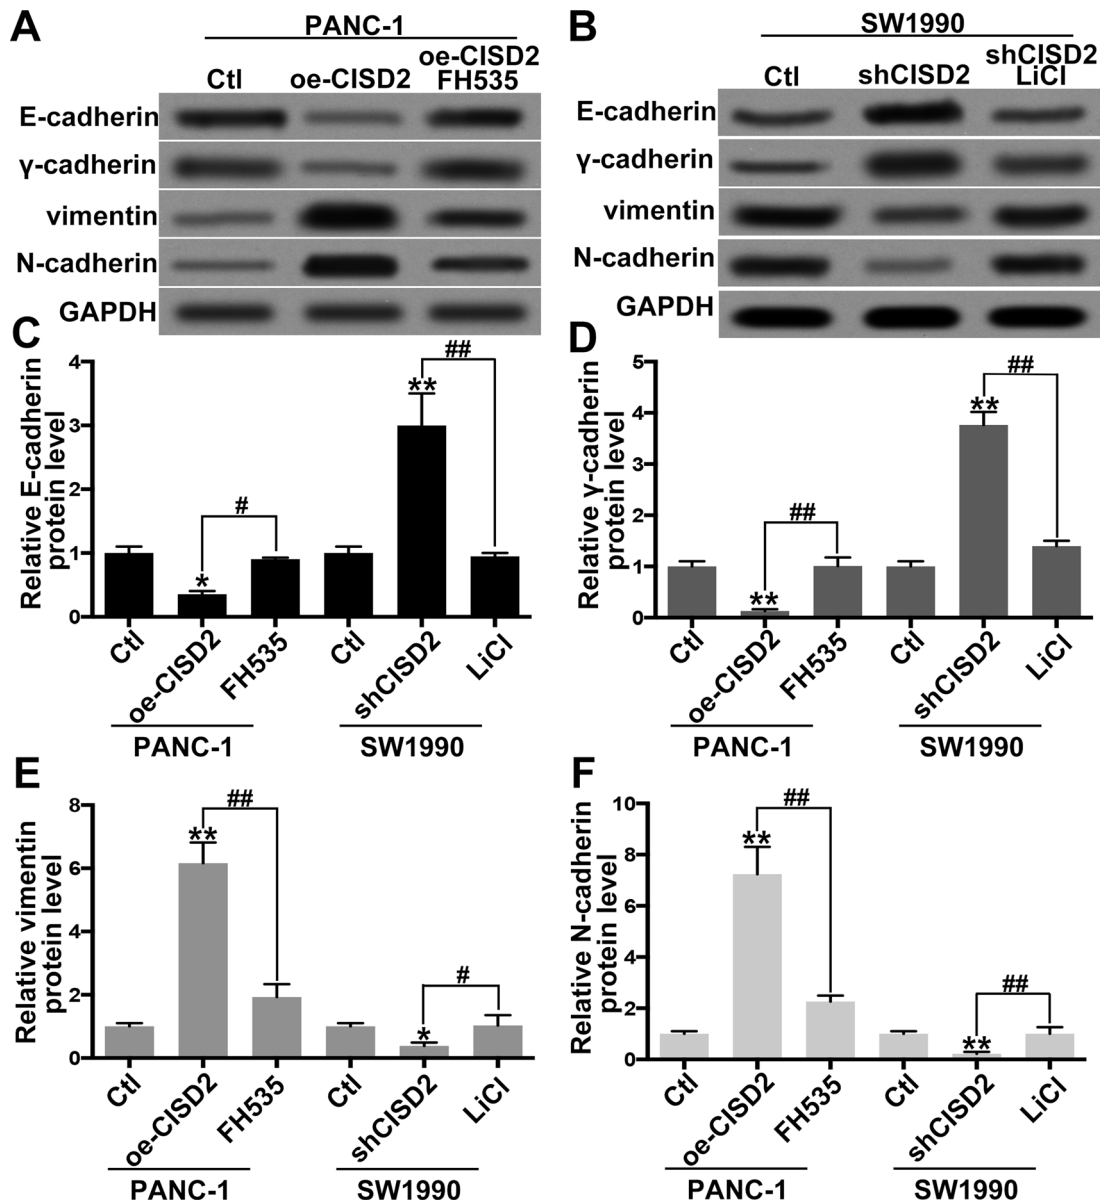 A
PANC-1
Ctl
oe-CISD2
oe-CISD2
FH535
E-cadherin
γ-cadherin
vimentin
N-cadherin
GAPDH
B
SW1990
Ctl
shCISD2
shCISD2
LiCl
E-cadherin
γ-cadherin
vimentin
N-cadherin
GAPDH
C
Relative E-cadherin
protein level
4
3
2
1
0
*
#
**
##
Ctl
oe-CISD2
FH535
Ctl
shCISD2
LiCl
PANC-1
SW1990
D
Relative γ-cadherin
protein level
5
4
3
2
1
0
**
##
**
##
Ctl
oe-CISD2
FH535
Ctl
shCISD2
LiCl
PANC-1
SW1990
E
Relative vimentin
protein level
8
6
4
2
0
**
##
*
#
Ctl
oe-CISD2
FH535
Ctl
shCISD2
LiCl
PANC-1
SW1990
F
Relative N-cadherin
protein level
10
8
6
4
2
0
**
##
**
##
Ctl
oe-CISD2
FH535
Ctl
shCISD2
LiCl
PANC-1
SW1990